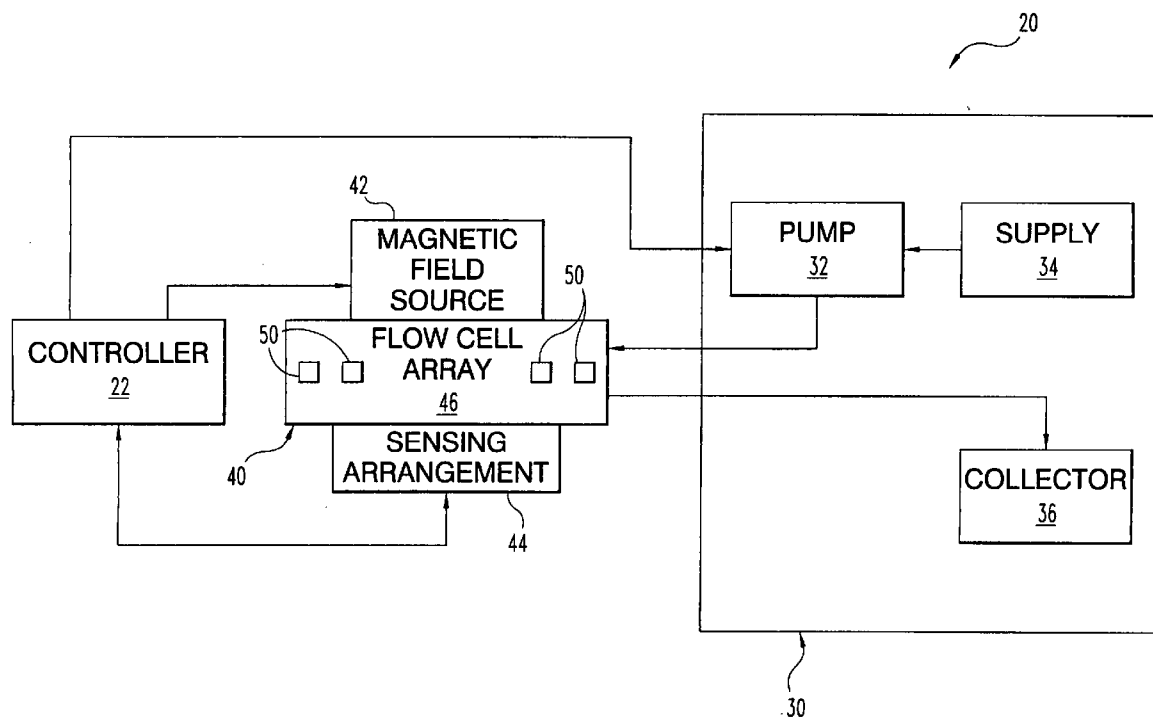 20
42
MAGNETIC
FIELD
SOURCE
PUMP
32
SUPPLY
34
50
CONTROLLER
22
50
FLOW CELL
ARRAY
46
40
SENSING
ARRANGEMENT
44
COLLECTOR
36
30